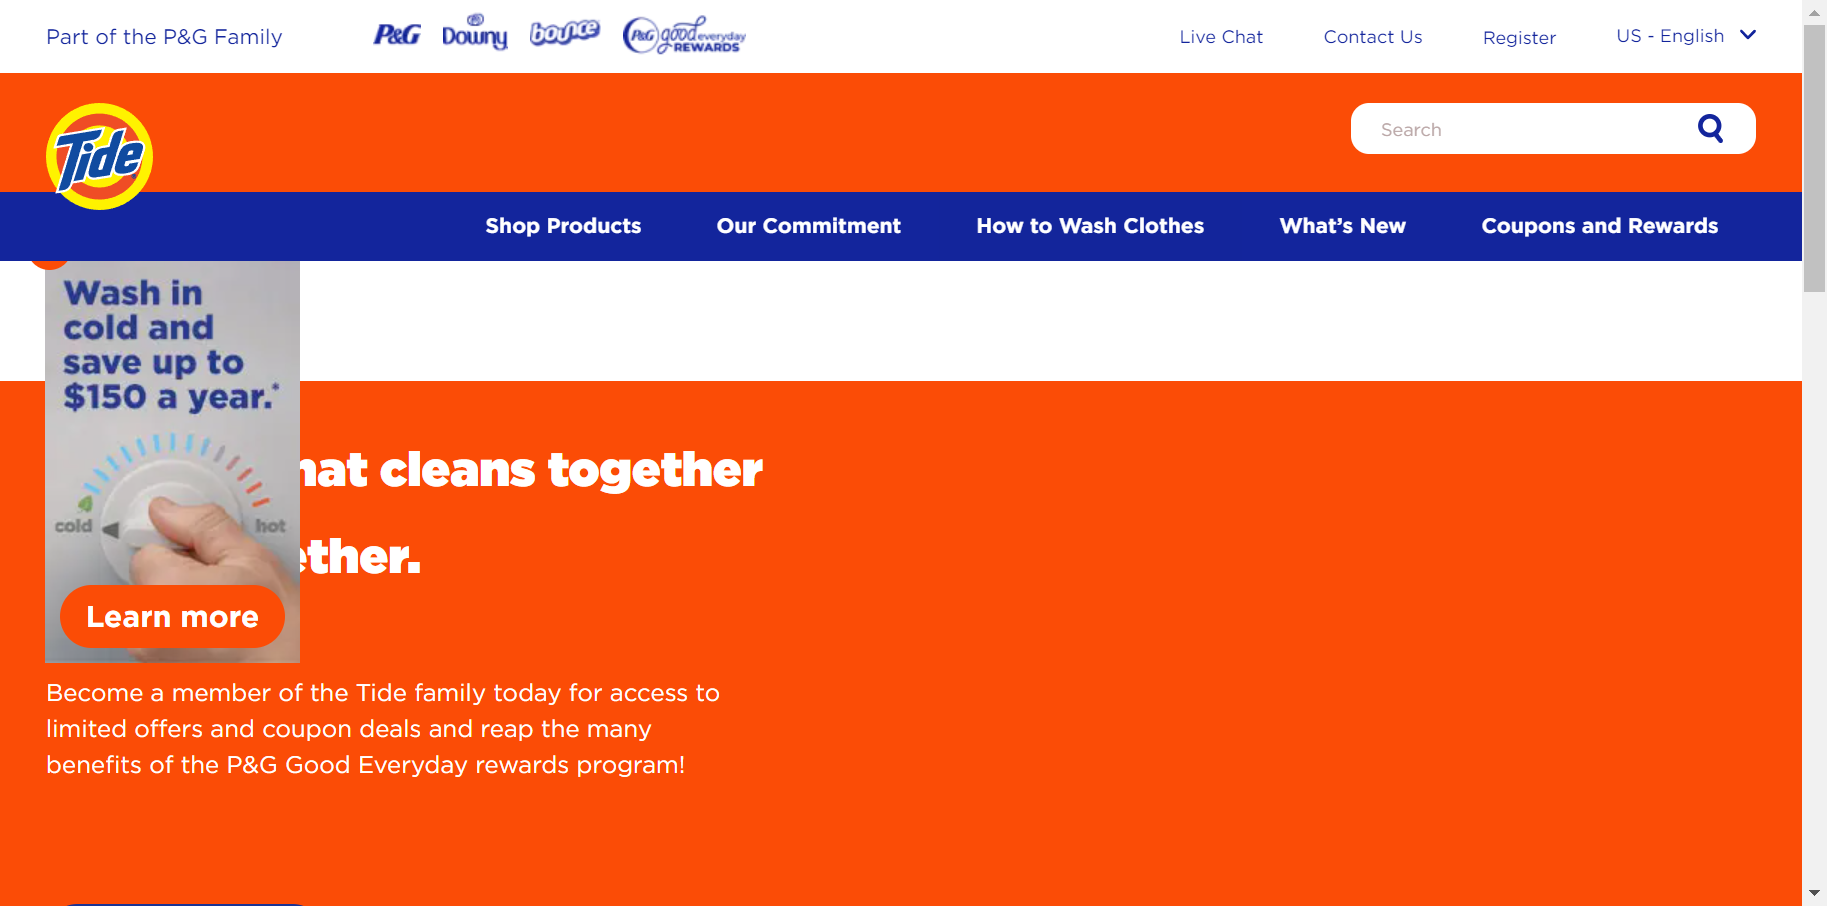 Part of the P&G Family
P&G
Downy
bounce
P&G good everyday
REWARDS
Live Chat
Contact Us
Register
US - English
Tide
Search
Shop Products
Our Commitment
How to Wash Clothes
What's New
Coupons and Rewards
Wash in
cold and
save up to
$150 a year.*
cold
hot
Learn more
hat cleans together
ether.
Become a member of the Tide family today for access to
limited offers and coupon deals and reap the many
benefits of the P&G Good Everyday rewards program!